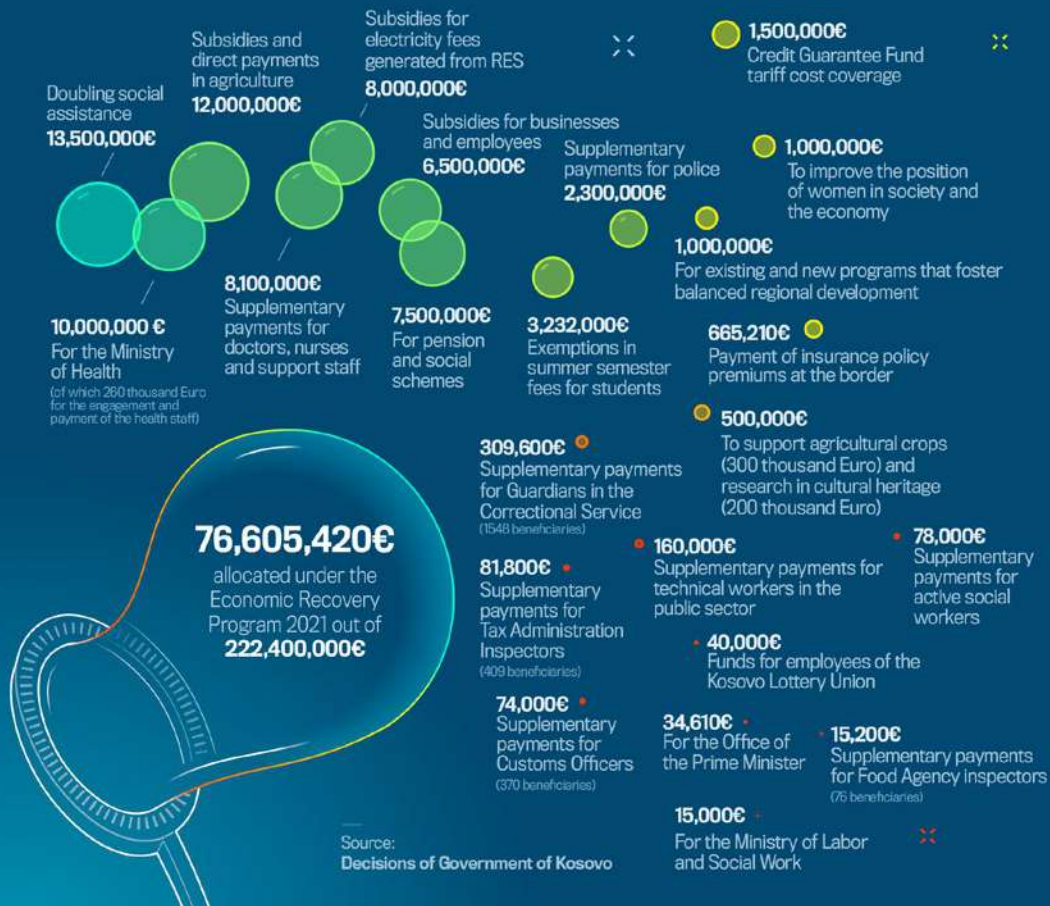 Doubling social
assistance
13,500,000€
Subsidies and
direct payments
in agriculture
12,000,000€
Subsidies for
electricity fees
generated from RES
8,000,000€
Subsidies for businesses
and employees
6,500,000€
Supplementary
payments for police
2,300,000€
1,500,000€
Credit Guarantee Fund
tariff cost coverage
1,000,000€
To improve the position
of women in society and
the economy
1,000,000€
For existing and new programs that foster
balanced regional development
10,000,000 €
For the Ministry
of Health
(of which 260 thousand Euro
for the engagement and
payment of the health staff)
8,100,000€
Supplementary
payments for
doctors, nurses
and support staff
7,500,000€
For pension
and social
schemes
3,232,000€
Exemptions in
summer semester
fees for students
665,210€
Payment of insurance policy
premiums at the border
500,000€
To support agricultural crops
(300 thousand Euro) and
research in cultural heritage
(200 thousand Euro)
309,600€
Supplementary payments
for Guardians in the
Correctional Service
(1548 beneficiaries)
76,605,420€
allocated under the
Economic Recovery
Program 2021 out of
222,400,000€
81,800€
Supplementary
payments for
Tax Administration
Inspectors
(409 beneficiaries)
160,000€
Supplementary payments for
technical workers in the
public sector
78,000€
Supplementary
payments for
active social
workers
40,000€
Funds for employees of the
Kosovo Lottery Union
74,000€
Supplementary
payments for
Customs Officers
(370 beneficiaries)
34,610€
For the Office of
the Prime Minister
15,200€
Supplementary payments
for Food Agency inspectors
(76 beneficiaries)
15,000€
For the Ministry of Labor
and Social Work
Source:
Decisions of Government of Kosovo